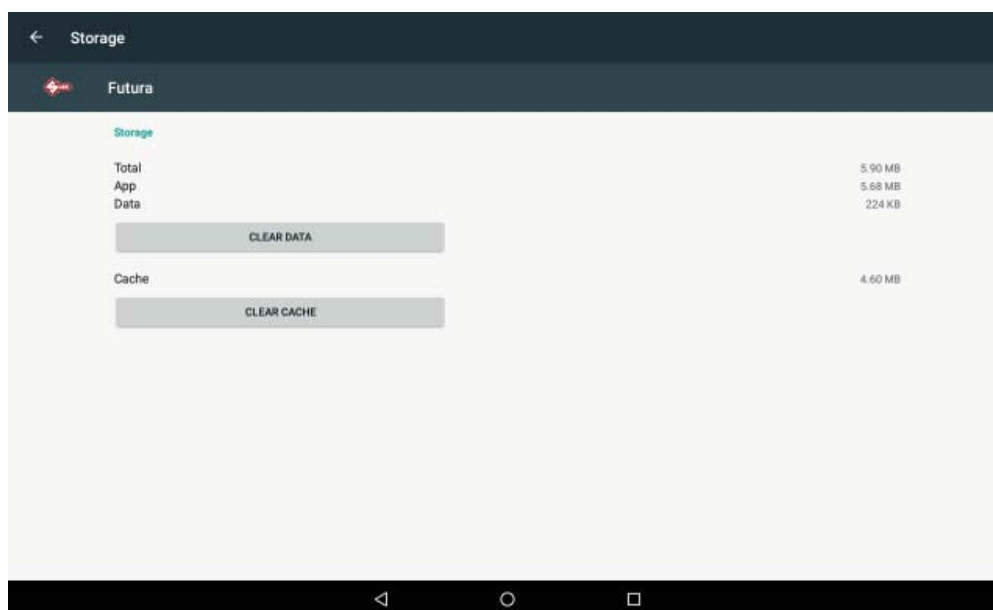 Storage
Futura
Storage
Total 5.90 MB
App 5.68 MB
Data 224 KB
CLEAR DATA
Cache 4.60 MB
CLEAR CACHE